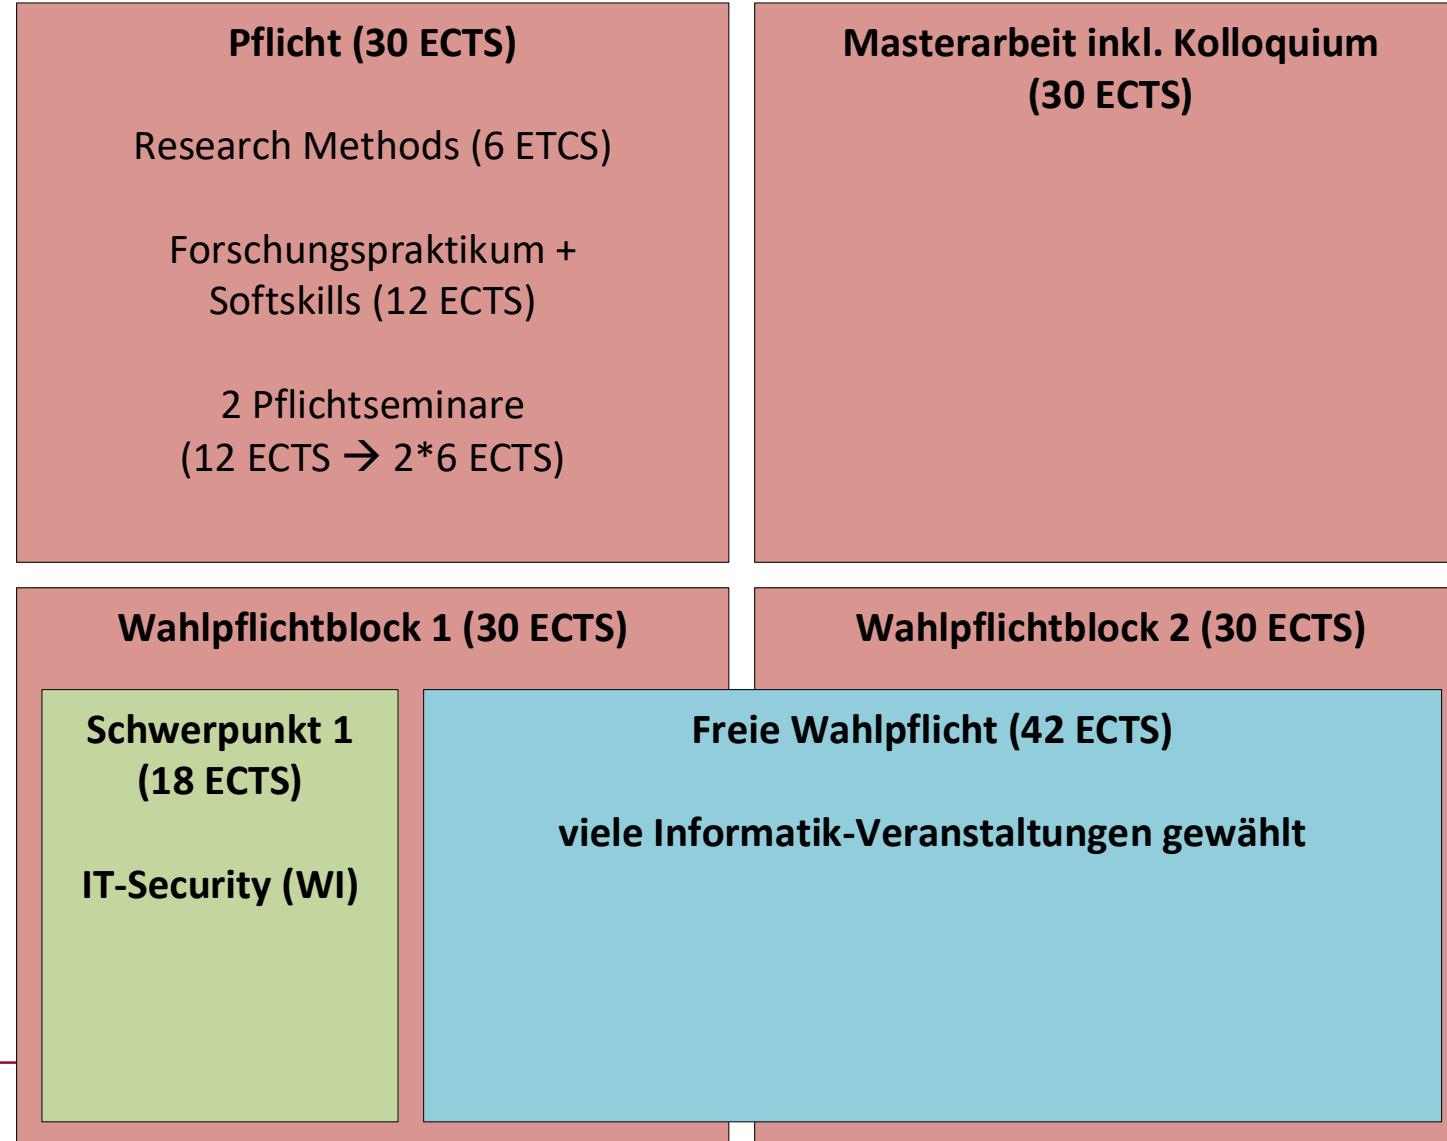 Pflicht (30 ECTS)
Research Methods (6 ETCS)
Forschungspraktikum +
Softskills (12 ECTS)
2 Pflichtseminare
(12 ECTS → 2*6 ECTS)
Masterarbeit inkl. Kolloquium
(30 ECTS)
Wahlpflichtblock 1 (30 ECTS)
Schwerpunkt 1
(18 ECTS)
IT-Security (WI)
Wahlpflichtblock 2 (30 ECTS)
Freie Wahlpflicht (42 ECTS)
viele Informatik-Veranstaltungen gewählt